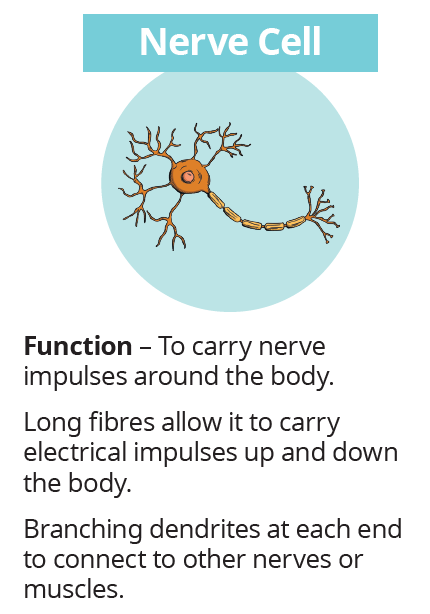 Nerve Cell
Function – To carry nerve
impulses around the body.
Long fibres allow it to carry
electrical impulses up and down
the body.
Branching dendrites at each end
to connect to other nerves or
muscles.